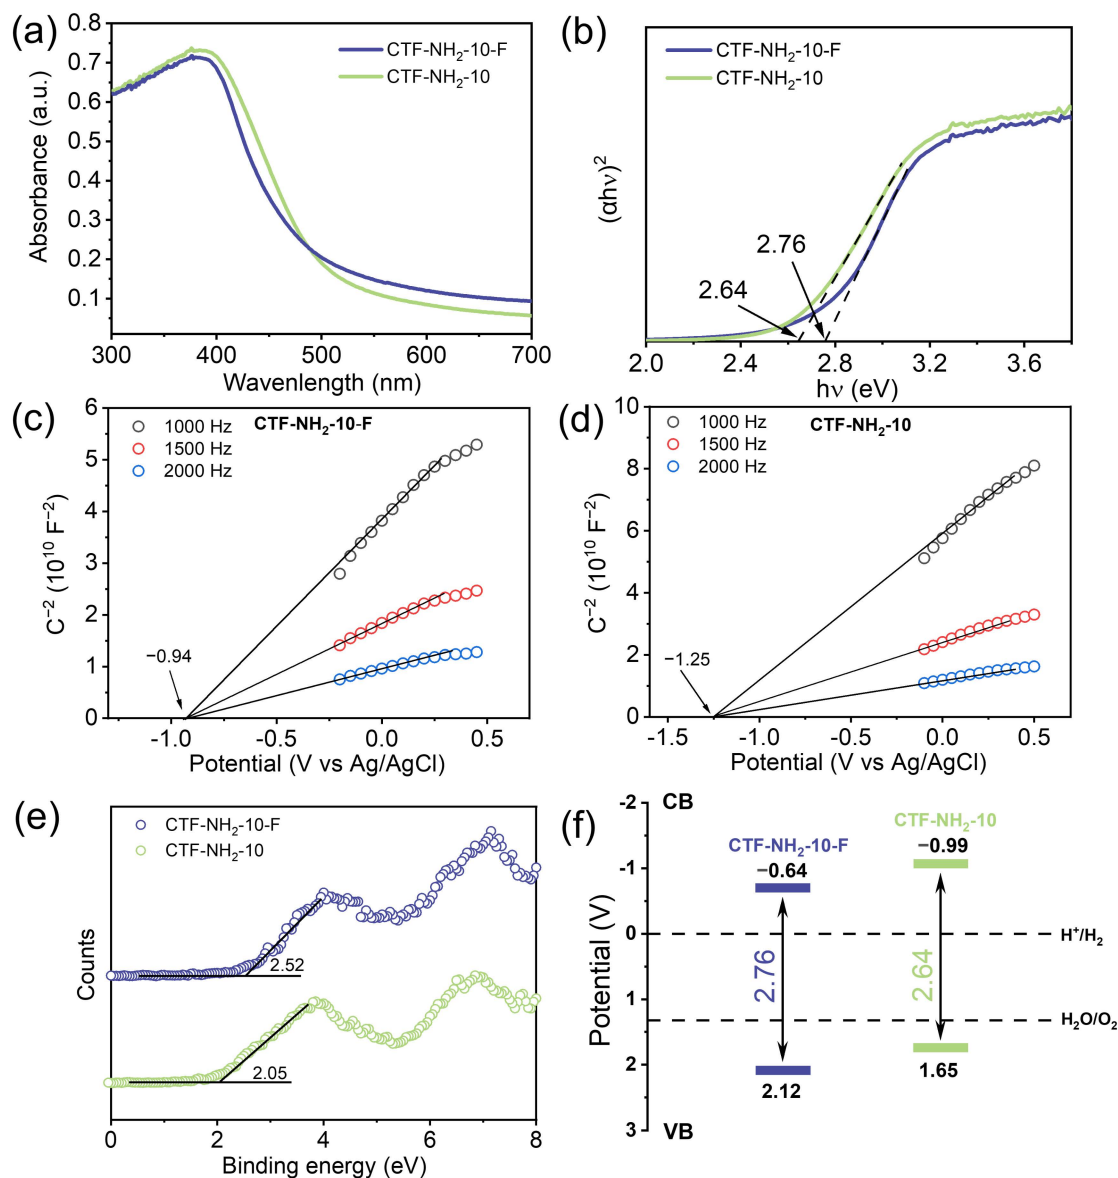 (a)
0.8
0.7
0.6
0.5
0.4
0.3
0.2
0.1
300 400 500 600 700
Absorbance (a.u.)
Wavenlength (nm)
CTF-NH₂-10-F
CTF-NH₂-10
(b)
CTF-NH₂-10-F
CTF-NH₂-10
(αhν)²
2.76
2.64
2.0 2.4 2.8 3.2 3.6
hν (eV)
(c)
6
5
4
3
2
1
0
C⁻² (10¹⁰ F⁻²)
1000 Hz
1500 Hz
2000 Hz
CTF-NH₂-10-F
−0.94
-1.0 -0.5 0.0 0.5
Potential (V vs Ag/AgCl)
(d)
10
8
6
4
2
0
C⁻² (10¹⁰ F⁻²)
1000 Hz
1500 Hz
2000 Hz
CTF-NH₂-10
−1.25
-1.5 -1.0 -0.5 0.0 0.5
Potential (V vs Ag/AgCl)
(e)
CTF-NH₂-10-F
CTF-NH₂-10
Counts
2.52
2.05
0 2 4 6 8
Binding energy (eV)
(f)
-2
-1
0
1
2
3
CB
VB
Potential (V)
CTF-NH₂-10-F
−0.64
2.76
2.12
CTF-NH₂-10
−0.99
2.64
1.65
H⁺/H₂
H₂O/O₂